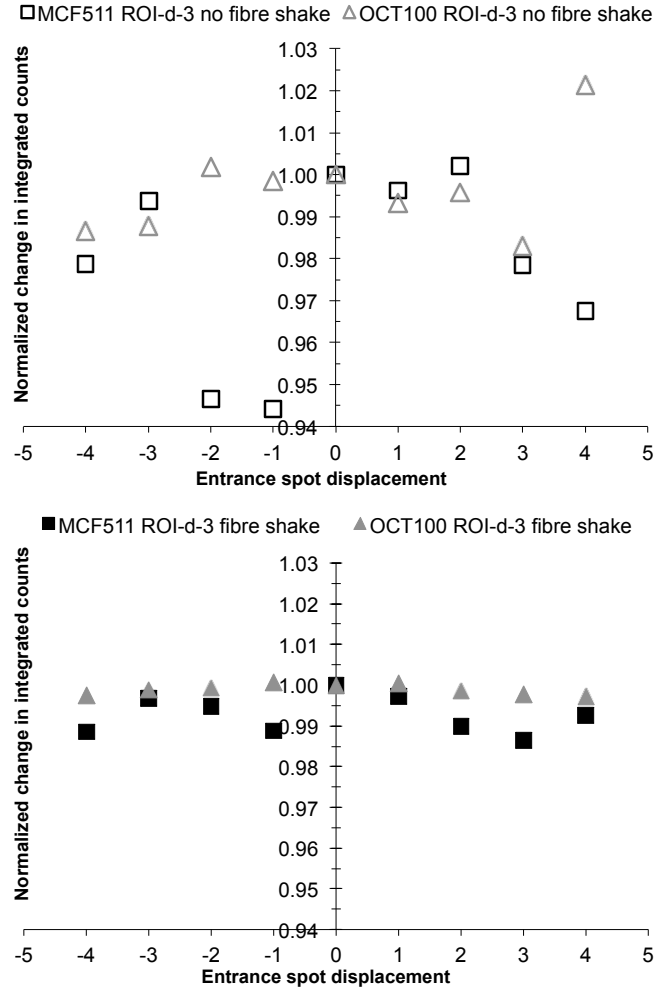 MCF511 ROI-d-3 no fibre shake OCT100 ROI-d-3 no fibre shake
Normalized change in integrated counts
1.03
1.02
1.01
1.00
0.99
0.98
0.97
0.96
0.95
0.94
-5 -4 -3 -2 -1 0 1 2 3 4 5
Entrance spot displacement
MCF511 ROI-d-3 fibre shake OCT100 ROI-d-3 fibre shake
Normalized change in integrated counts
1.03
1.02
1.01
1.00
0.99
0.98
0.97
0.96
0.95
0.94
-5 -4 -3 -2 -1 0 1 2 3 4 5
Entrance spot displacement